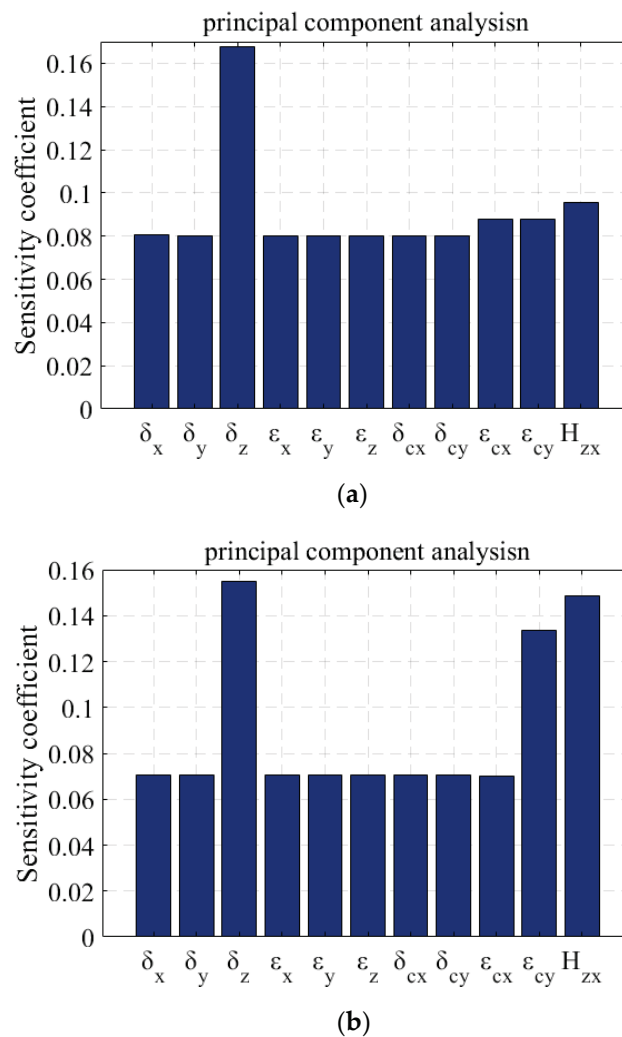 principal component analysisn
Sensitivity coefficient
0.16
0.14
0.12
0.1
0.08
0.06
0.04
0.02
0
δx δy δz εx εy εz δcx δcy εcx εcy Hzx
(a)
principal component analysisn
Sensitivity coefficient
0.16
0.14
0.12
0.1
0.08
0.06
0.04
0.02
0
δx δy δz εx εy εz δcx δcy εcx εcy Hzx
(b)